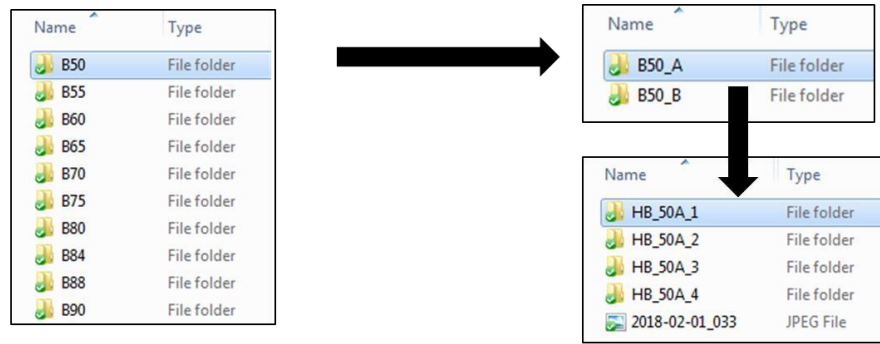 Name Type
B50 File folder
B55 File folder
B60 File folder
B65 File folder
B70 File folder
B75 File folder
B80 File folder
B84 File folder
B88 File folder
B90 File folder
Name Type
B50_A File folder
B50_B File folder
Name Type
HB_50A_1 File folder
HB_50A_2 File folder
HB_50A_3 File folder
HB_50A_4 File folder
2018-02-01_033 JPEG File